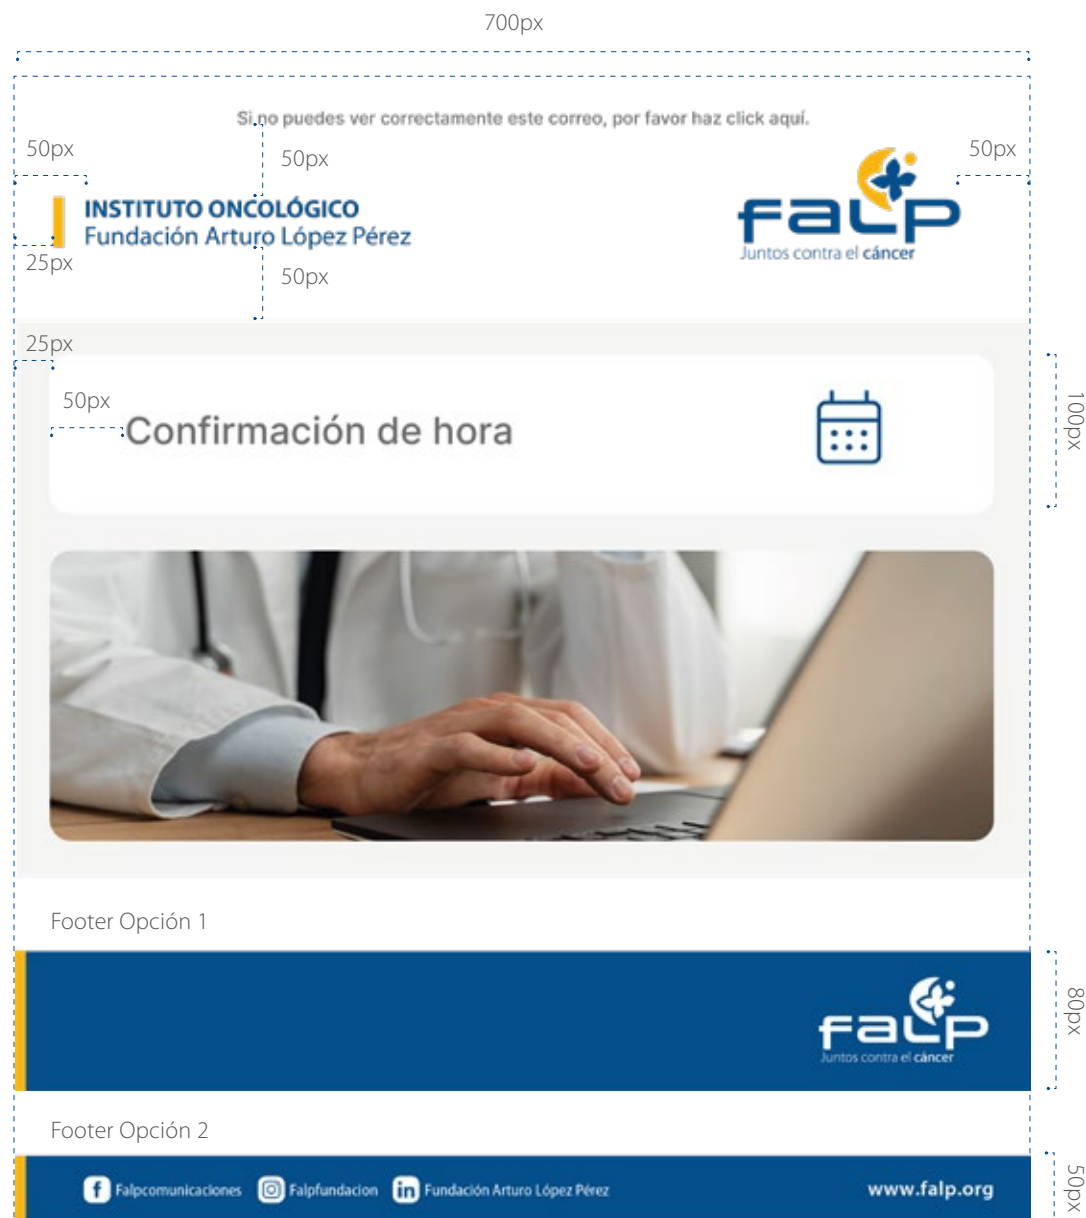 700px
Si no puedes ver correctamente este correo, por favor haz click aquí.
50px
50px
50px
INSTITUTO ONCOLÓGICO
Fundación Arturo López Pérez
falp
Juntos contra el cáncer
25px
50px
25px
50px
Confirmación de hora
100px
Footer Opción 1
falp
Juntos contra el cáncer
80px
Footer Opción 2
f Falpcomunicaciones Falpfundacion in Fundación Arturo López Pérez www.falp.org
50px